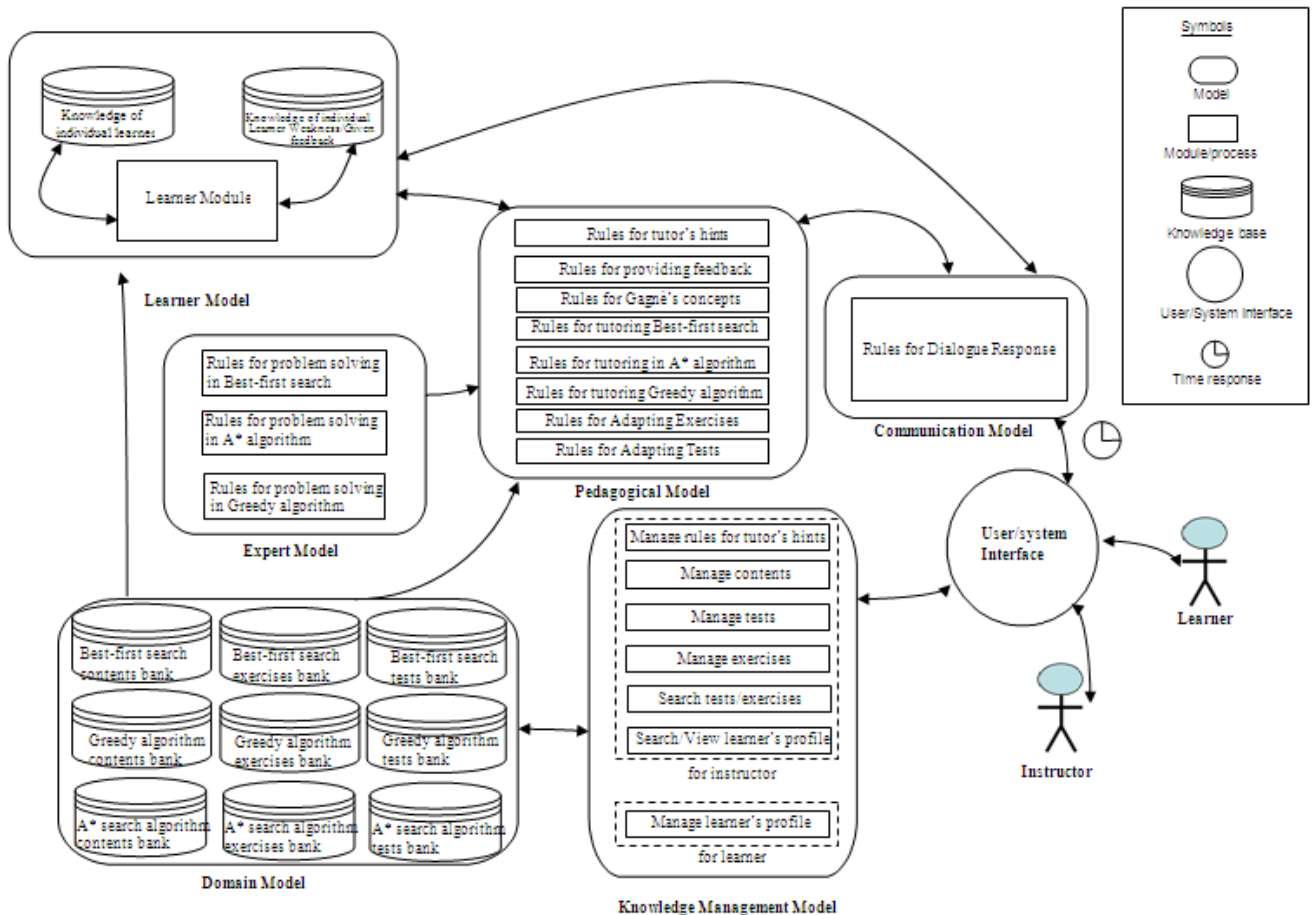 Knowledge of
individual learner
Knowledge of individual
Learner Weakness/Given
feedback
Learner Module
Learner Model
Rules for problem solving
in Best-first search
Rules for problem solving
in A* algorithm
Rules for problem solving
in Greedy algorithm
Expert Model
Rules for tutor's hints
Rules for providing feedback
Rules for Gagnè's concepts
Rules for tutoring Best-first search
Rules for tutoring in A* algorithm
Rules for tutoring Greedy algorithm
Rules for Adapting Exercises
Rules for Adapting Tests
Pedagogical Model
Rules for Dialogue Response
Communication Model
Symbols
Model
Module/process
Knowledge base
User/System Interface
Time response
User/system
Interface
Learner
Instructor
Best-first search
contents bank
Best-first search
exercises bank
Best-first search
tests bank
Greedy algorithm
contents bank
Greedy algorithm
exercises bank
Greedy algorithm
tests bank
A* search algorithm
contents bank
A* search algorithm
exercises bank
A* search algorithm
tests bank
Domain Model
Manage rules for tutor's hints
Manage contents
Manage tests
Manage exercises
Search tests/exercises
Search/View learner's profile
for instructor
Manage learner's profile
for learner
Knowledge Management Model